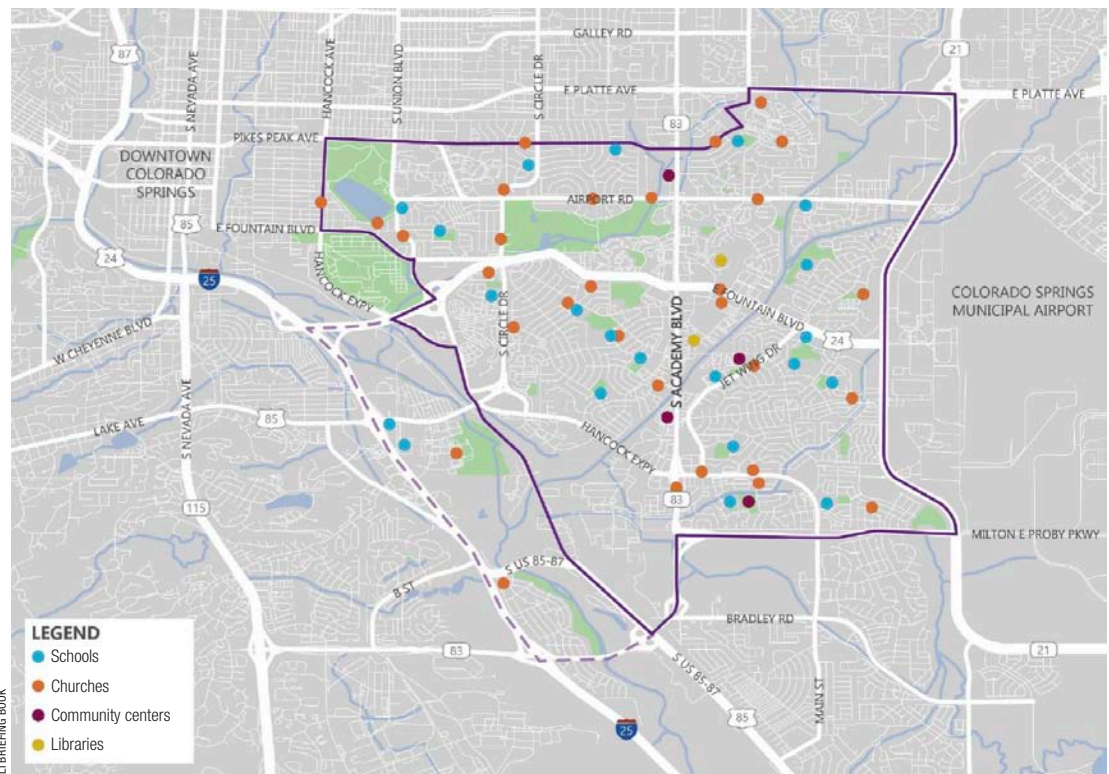 GALLEY RD
87
21
S NEVADA AVE
HANCOCK AVE
S UNION BLVD
S CIRCLE DR
E PLATTE AVE
E PLATTE AVE
83
PIKES PEAK AVE
DOWNTOWN
COLORADO
SPRINGS
AIRPORT RD
85
E FOUNTAIN BLVD
24
25
HANCOCK EXPY
S CIRCLE DR
E FOUNTAIN BLVD
COLORADO SPRINGS
MUNICIPAL AIRPORT
W CHEYENNE BLVD
S ACADEMY BLVD
24
JET WING DR
S NEVADA AVE
LAKE AVE
85
HANCOCK EXPY
83
115
MILTON E PROBY PKWY
S US 85-87
B ST
BRADLEY RD
83
21
S US 85-87
MAIN ST
85
25
LEGEND
Schools
Churches
Community centers
Libraries
BRIEFING BOOK